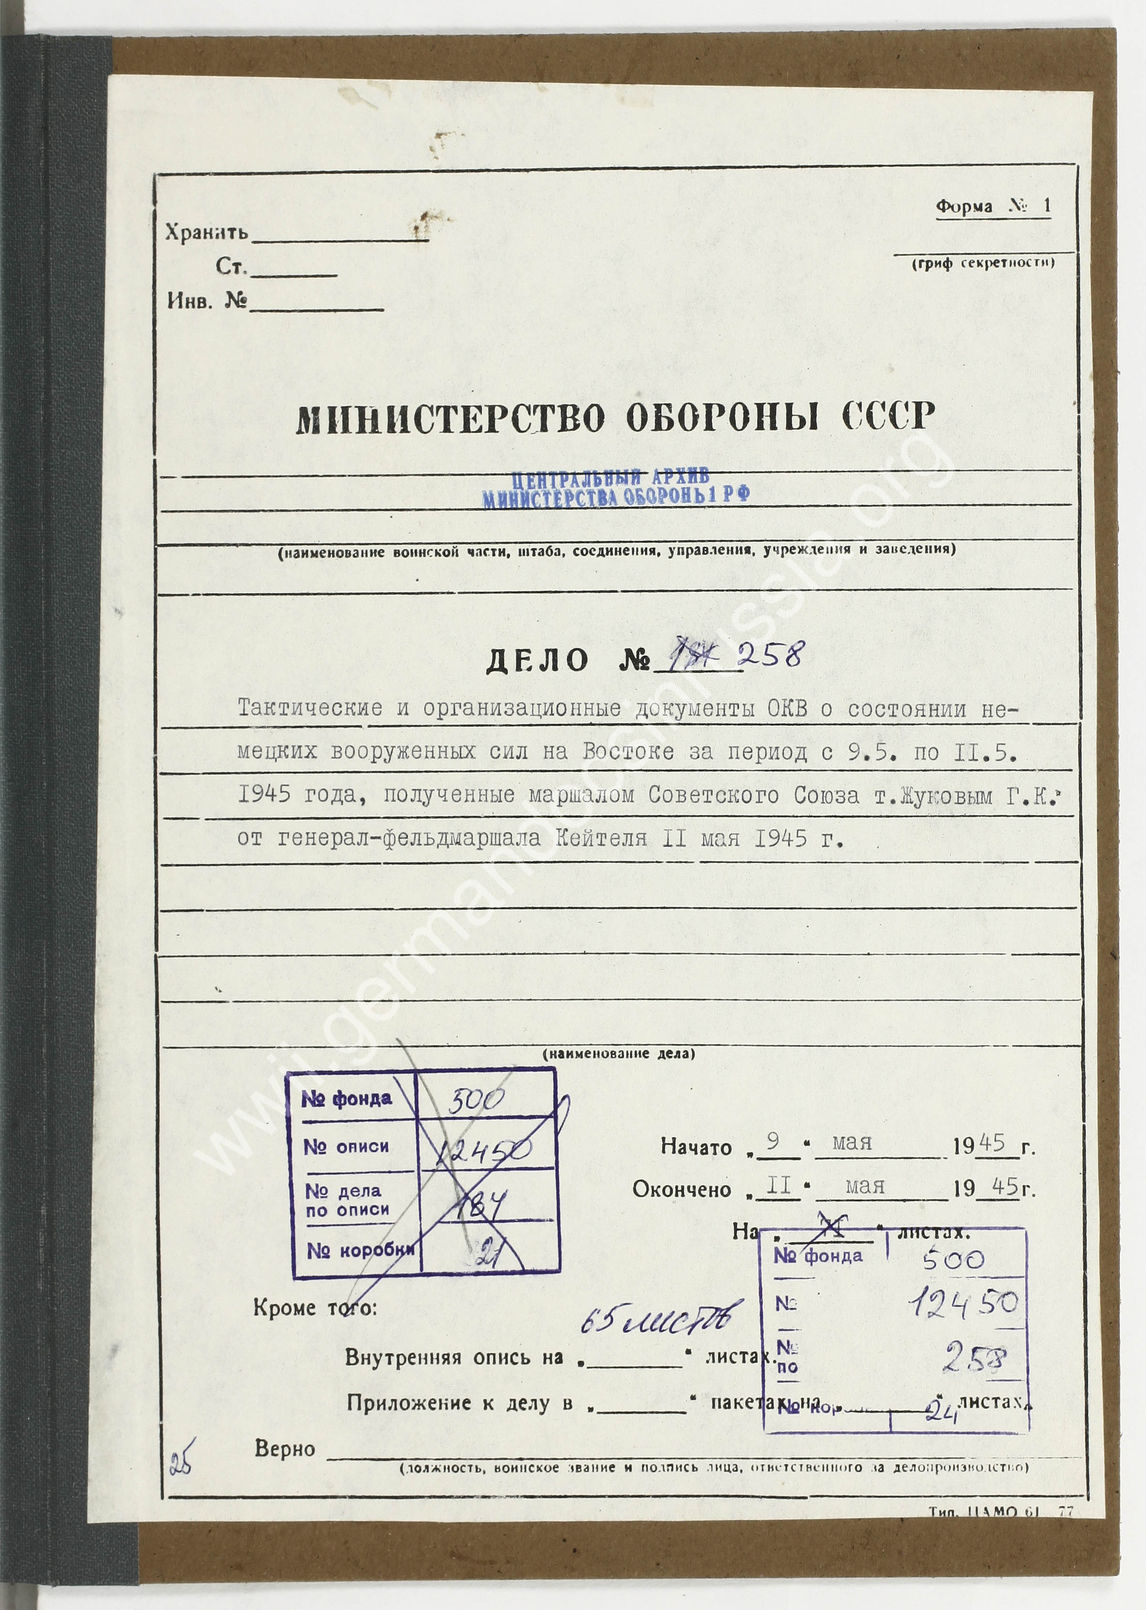 Форма № 1
Хранить
(гриф секретности)
Ст.
Инв. №
МИНИСТЕРСТВО ОБОРОНЫ СССР
ЦЕНТРАЛЬНЫЙ АРХИВ
МИНИСТЕРСТВА ОБОРОНЫ РФ
(наименование воинской части, штаба, соединения, управления, учреждения и заведения)
ДЕЛО № 258
Тактические и организационные документы ОКВ о состоянии не-
мецких вооруженных сил на Востоке за период с 9.5. по II.5.
1945 года, полученные маршалом Советского Союза т.Жуковым Г.К.
от генерал-фельдмаршала Кейтеля II мая 1945 г.
(наименование дела)
№ фонда 500
№ описи 12450
№ дела по описи 184
№ коробки 21
Начато „ 9 “ мая 1945 г.
Окончено „ II “ мая 1945г.
На „ “ листах.
№ фонда 500
№ 12450
№ по 258
№ кор 24
Кроме того:
65 листов
Внутренняя опись на „ “ листах.
Приложение к делу в „ “ пакетах на „ “ листах.
Верно
25
(должность, воинское звание и подпись лица, ответственного за делопроизводство)
Тип. ЦАМО 61 77
www.germandocsinrussia.org